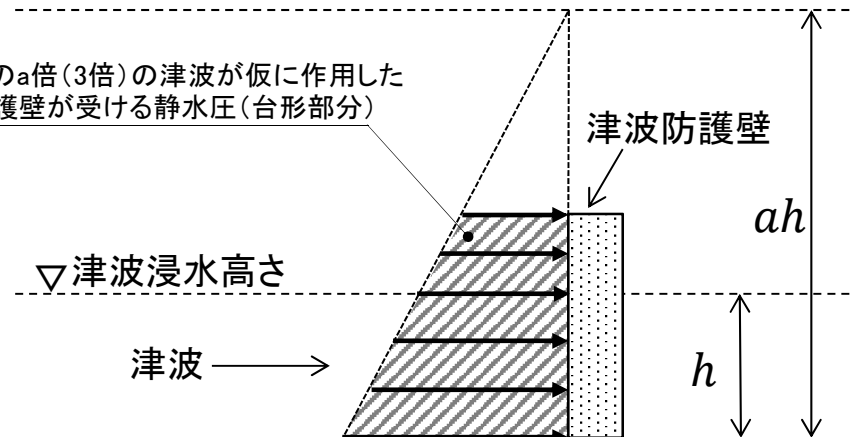 のa倍(3倍)の津波が仮に作用した
護壁が受ける静水圧(台形部分)
津波防護壁
ah
▽津波浸水高さ
津波
h